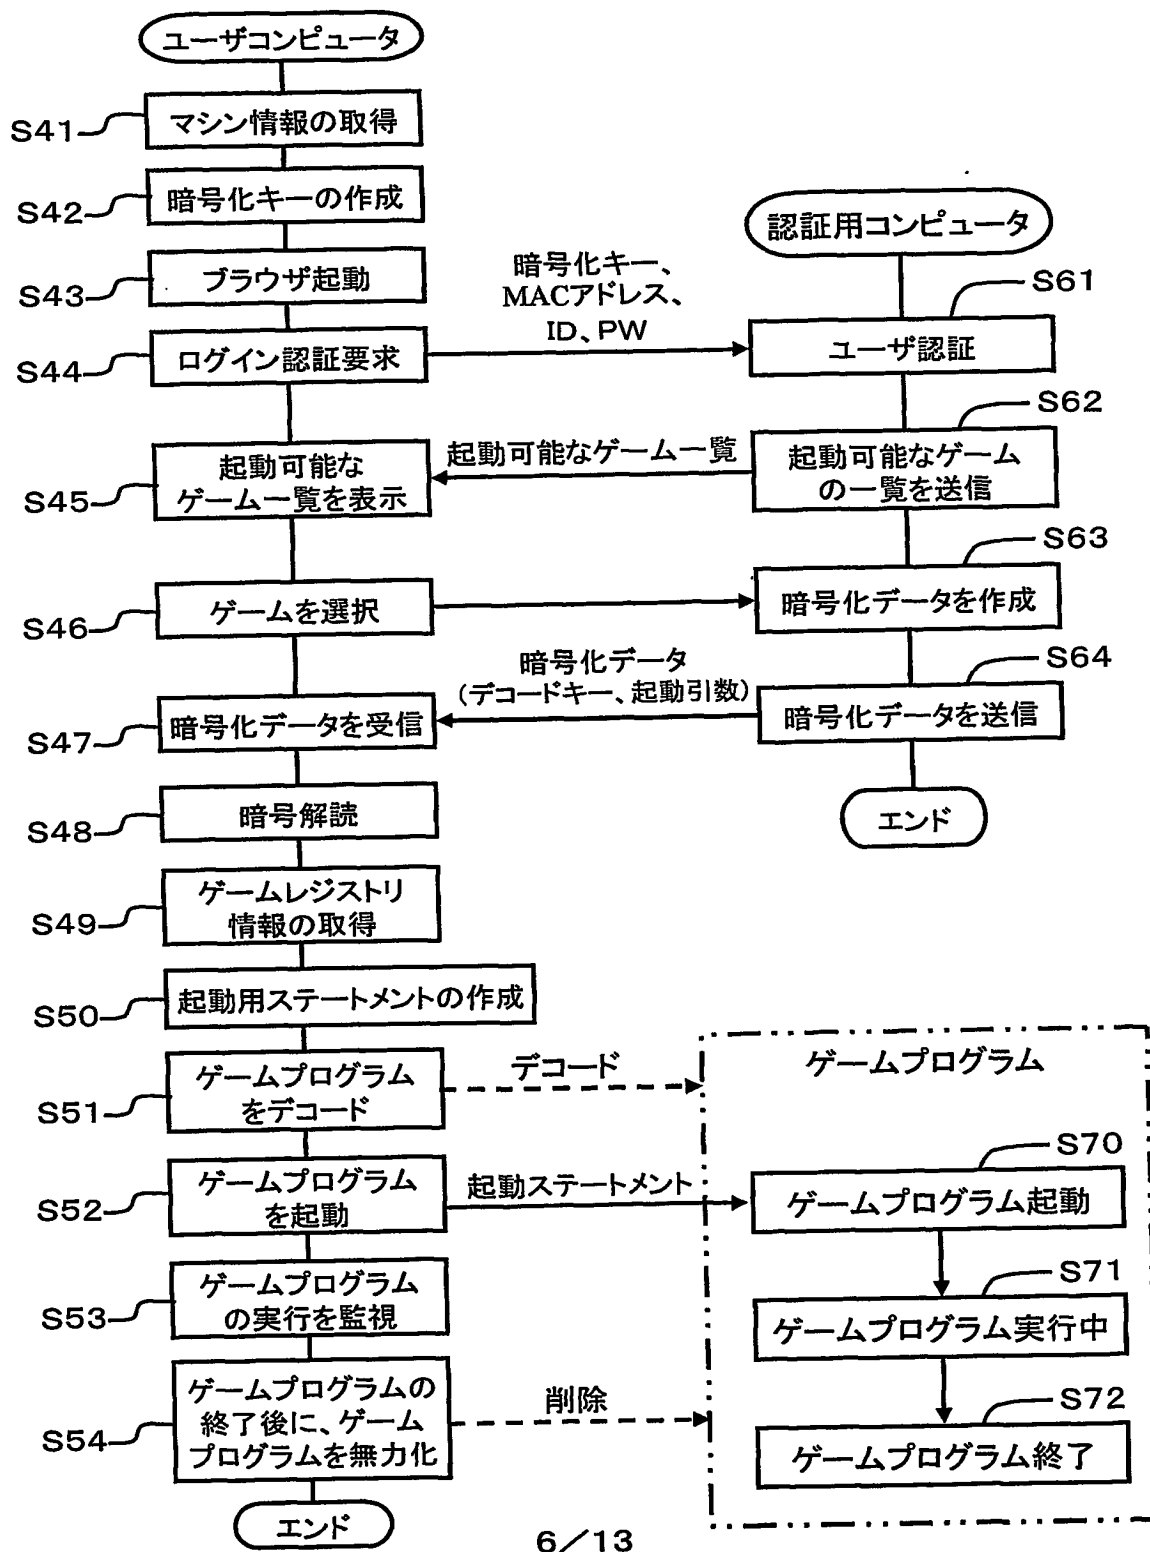 ユーザコンピュータ
S41
マシン情報の取得
S42
暗号化キーの作成
S43
ブラウザ起動
S44
ログイン認証要求
暗号化キー、
MACアドレス、
ID、PW
認証用コンピュータ
S61
ユーザ認証
S62
起動可能なゲーム
の一覧を送信
起動可能なゲーム一覧
S45
起動可能な
ゲーム一覧を表示
S46
ゲームを選択
S63
暗号化データを作成
S64
暗号化データを送信
暗号化データ
(デコードキー、起動引数)
S47
暗号化データを受信
エンド
S48
暗号解読
S49
ゲームレジストリ
情報の取得
S50
起動用ステートメントの作成
S51
ゲームプログラム
をデコード
デコード
ゲームプログラム
S52
ゲームプログラム
を起動
起動ステートメント
S70
ゲームプログラム起動
S53
ゲームプログラム
の実行を監視
S71
ゲームプログラム実行中
S54
ゲームプログラムの
終了後に、ゲーム
プログラムを無力化
削除
S72
ゲームプログラム終了
エンド
6/13